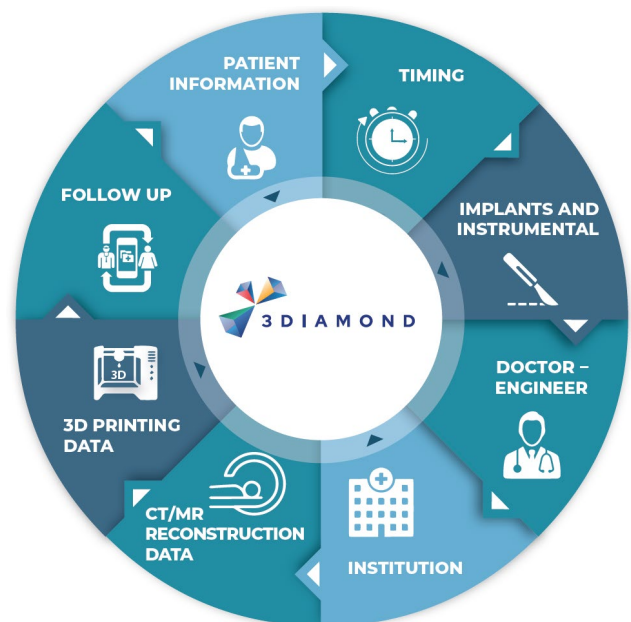 PATIENT
INFORMATION
TIMING
IMPLANTS AND
INSTRUMENTAL
DOCTOR –
ENGINEER
INSTITUTION
CT/MR
RECONSTRUCTION
DATA
3D
3D PRINTING
DATA
FOLLOW UP
3DIAMOND